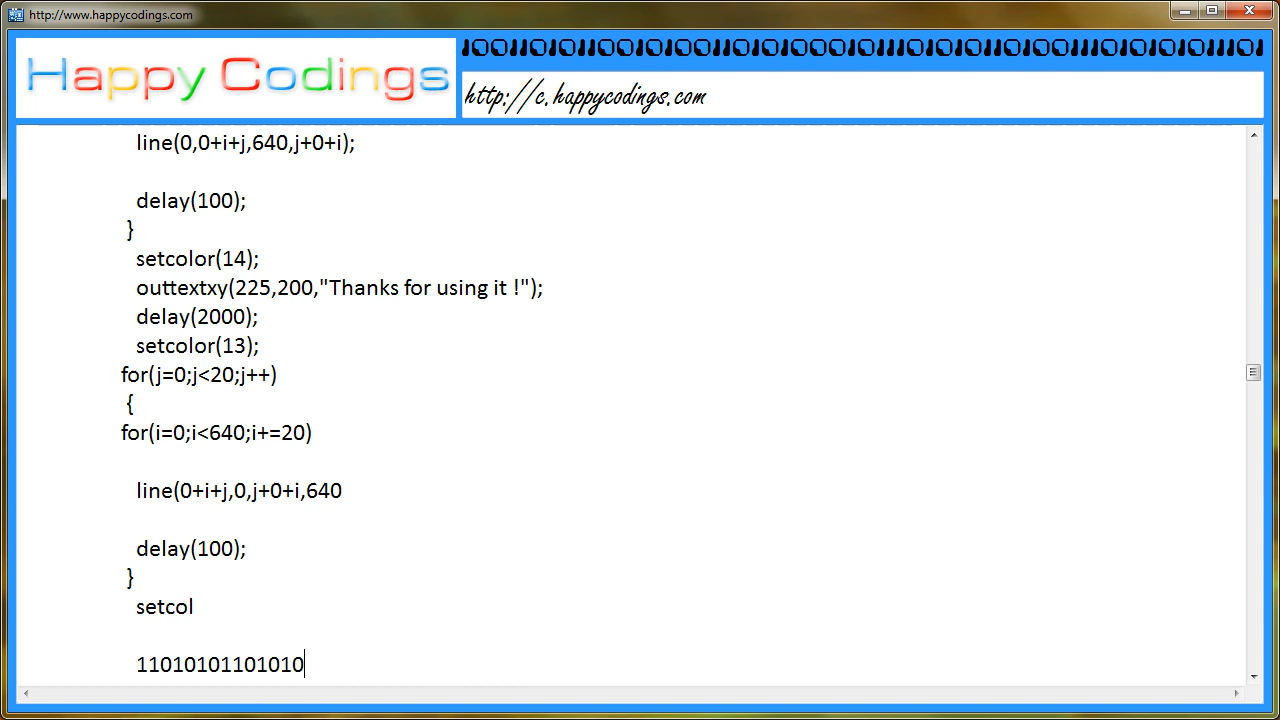 http://www.happycodings.com
Happy Codings
http://c.happycodings.com
line(0,0+i+j,640,j+0+i);
delay(100);
}
setcolor(14);
outtextxy(225,200,"Thanks for using it !");
delay(2000);
setcolor(13);
for(j=0;j<20;j++)
{
for(i=0;i<640;i+=20)
line(0+i+j,0,j+0+i,640
delay(100);
}
setcol
11010101101010